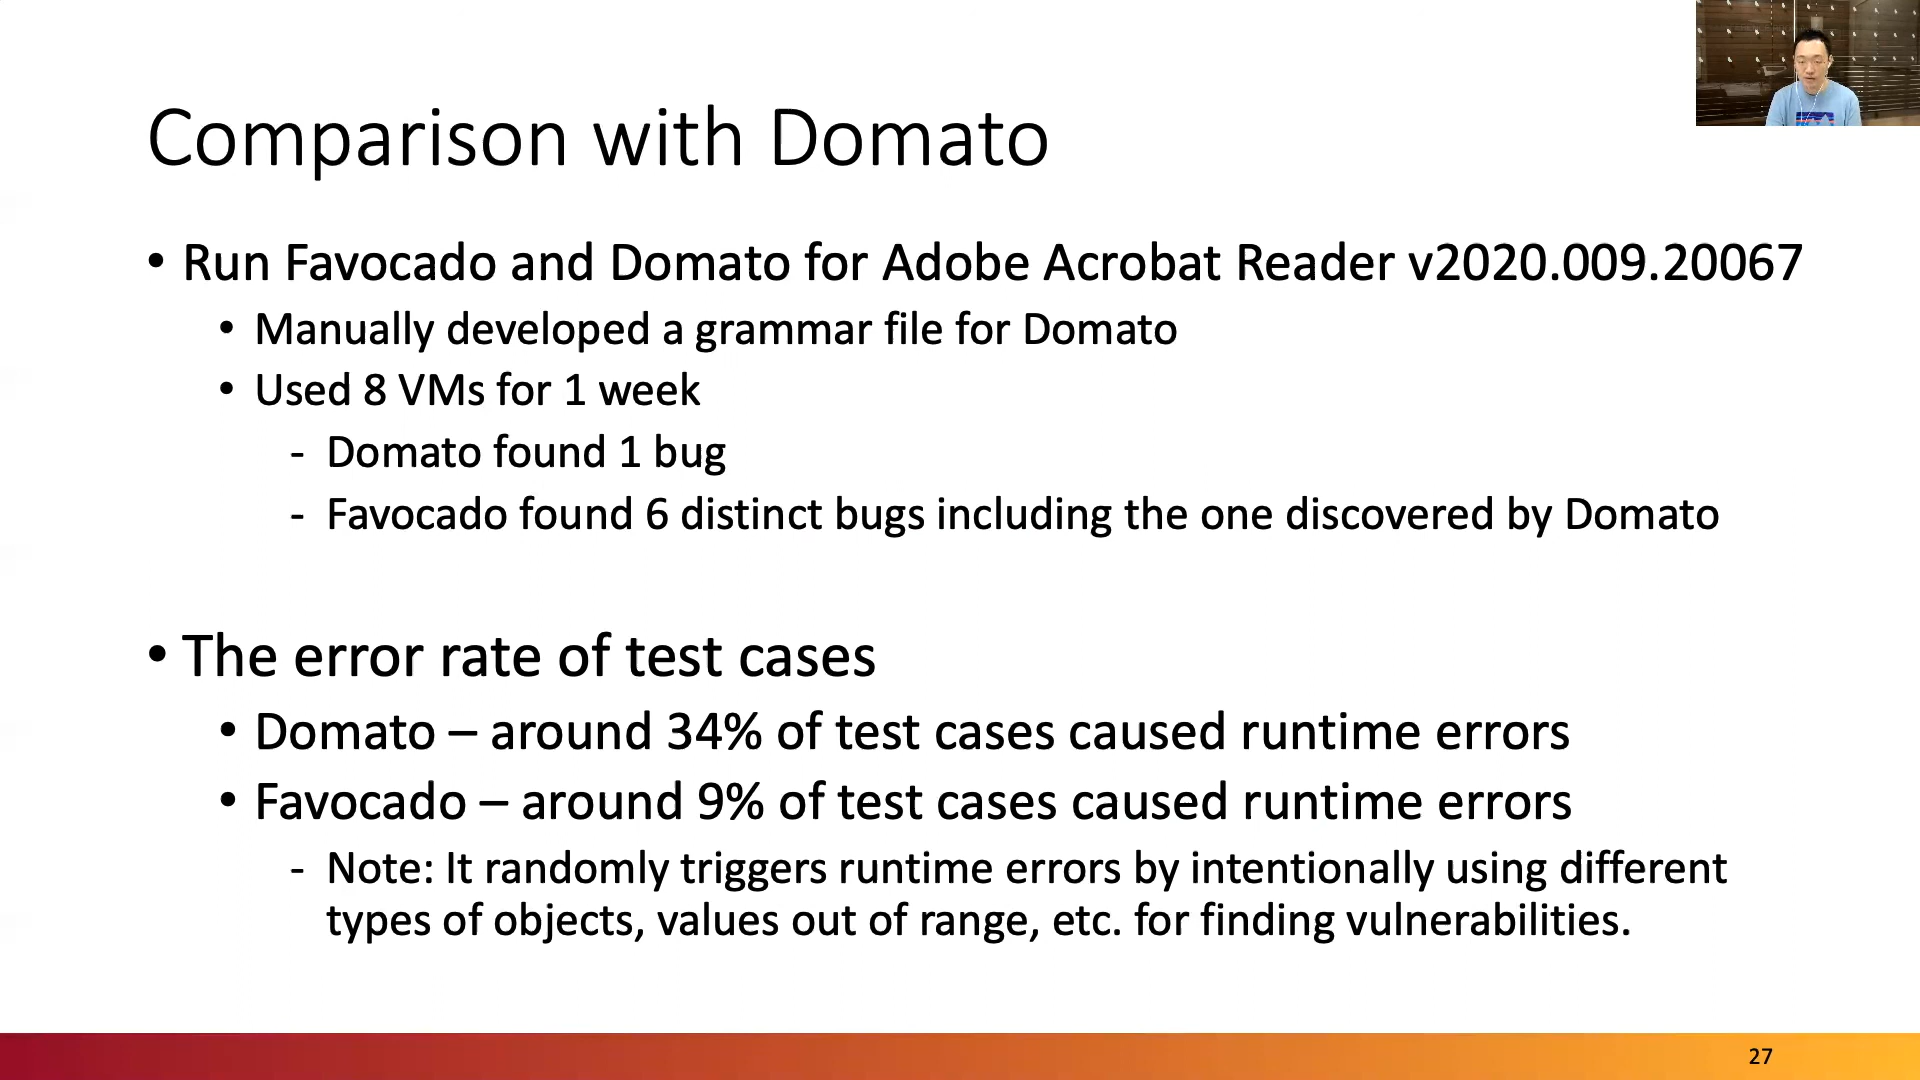 Comparison with Domato
• Run Favocado and Domato for Adobe Acrobat Reader v2020.009.20067
• Manually developed a grammar file for Domato
• Used 8 VMs for 1 week
- Domato found 1 bug
- Favocado found 6 distinct bugs including the one discovered by Domato
• The error rate of test cases
• Domato – around 34% of test cases caused runtime errors
• Favocado – around 9% of test cases caused runtime errors
- Note: It randomly triggers runtime errors by intentionally using different
types of objects, values out of range, etc. for finding vulnerabilities.
27